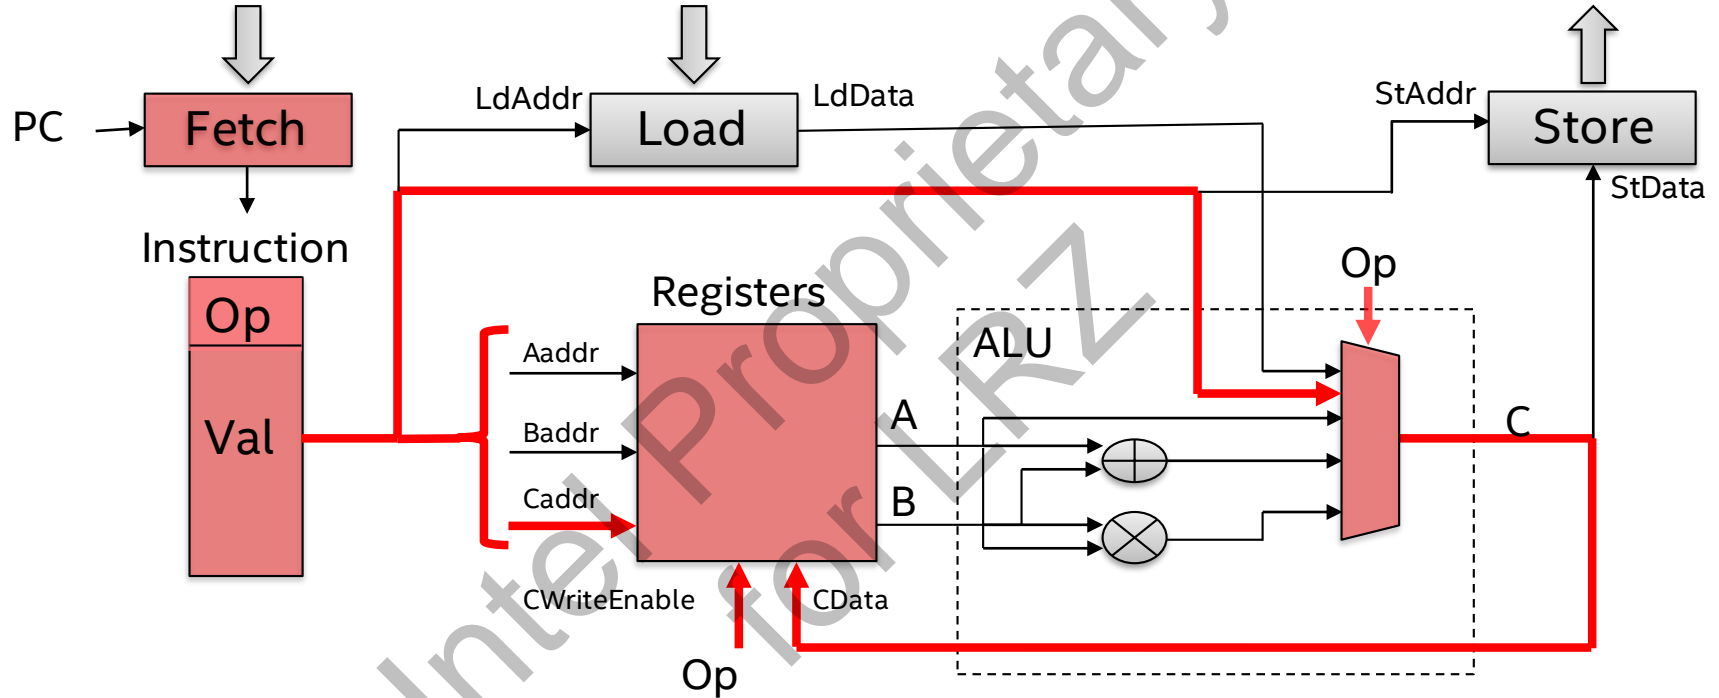 PC
Fetch
LdAddr
Load
LdData
StAddr
Store
StData
Instruction
Op
Val
Registers
Aaddr
Baddr
Caddr
A
B
ALU
Op
C
CWriteEnable
CData
Op
Intel Proprietary
for LRZ